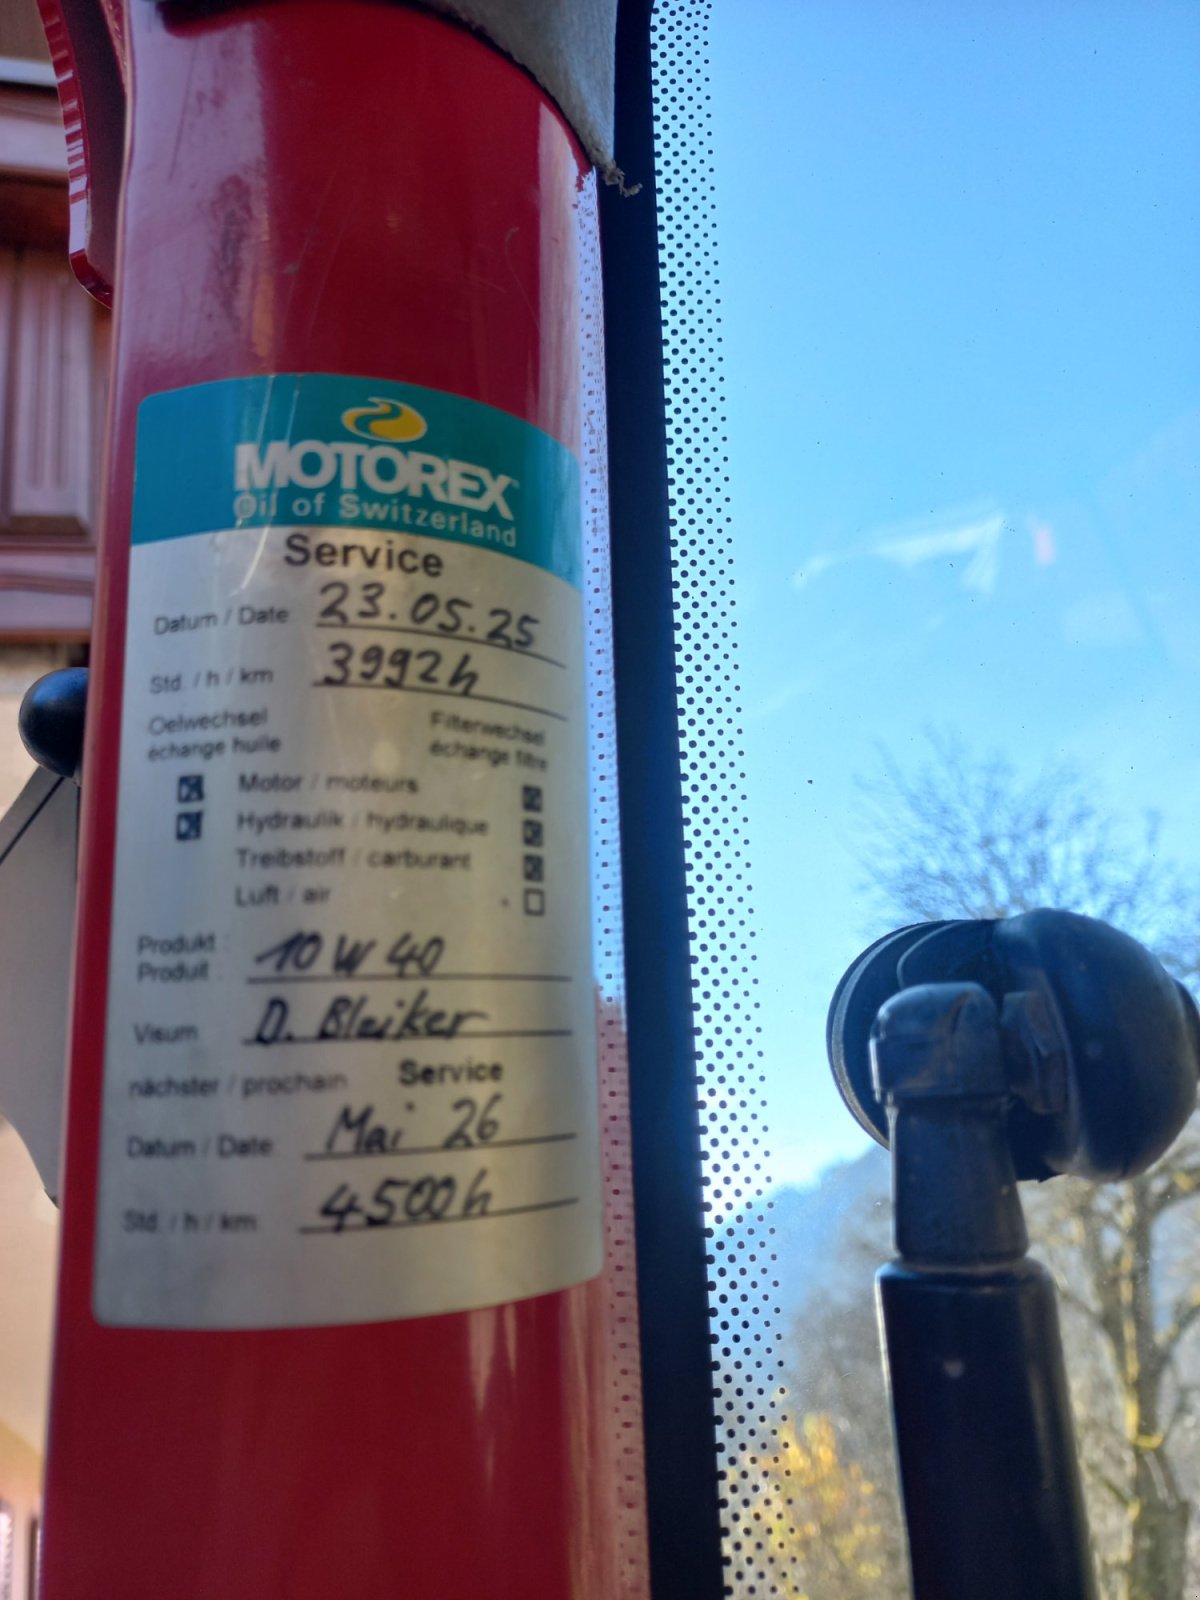 MOTOREX
Oil of Switzerland
Service
Datum / Date 23.05.25
Std. / h / km 3992h
Oelwechsel Filterwechsel
échange huile échange filtre
Motor / moteurs
Hydraulik / hydraulique
Treibstoff / carburant
Luft / air
Produkt :
Produit : 10 W 40
Visum D. Bleiker
nächster / prochain Service
Datum / Date Mai 26
Std. / h / km 4500h